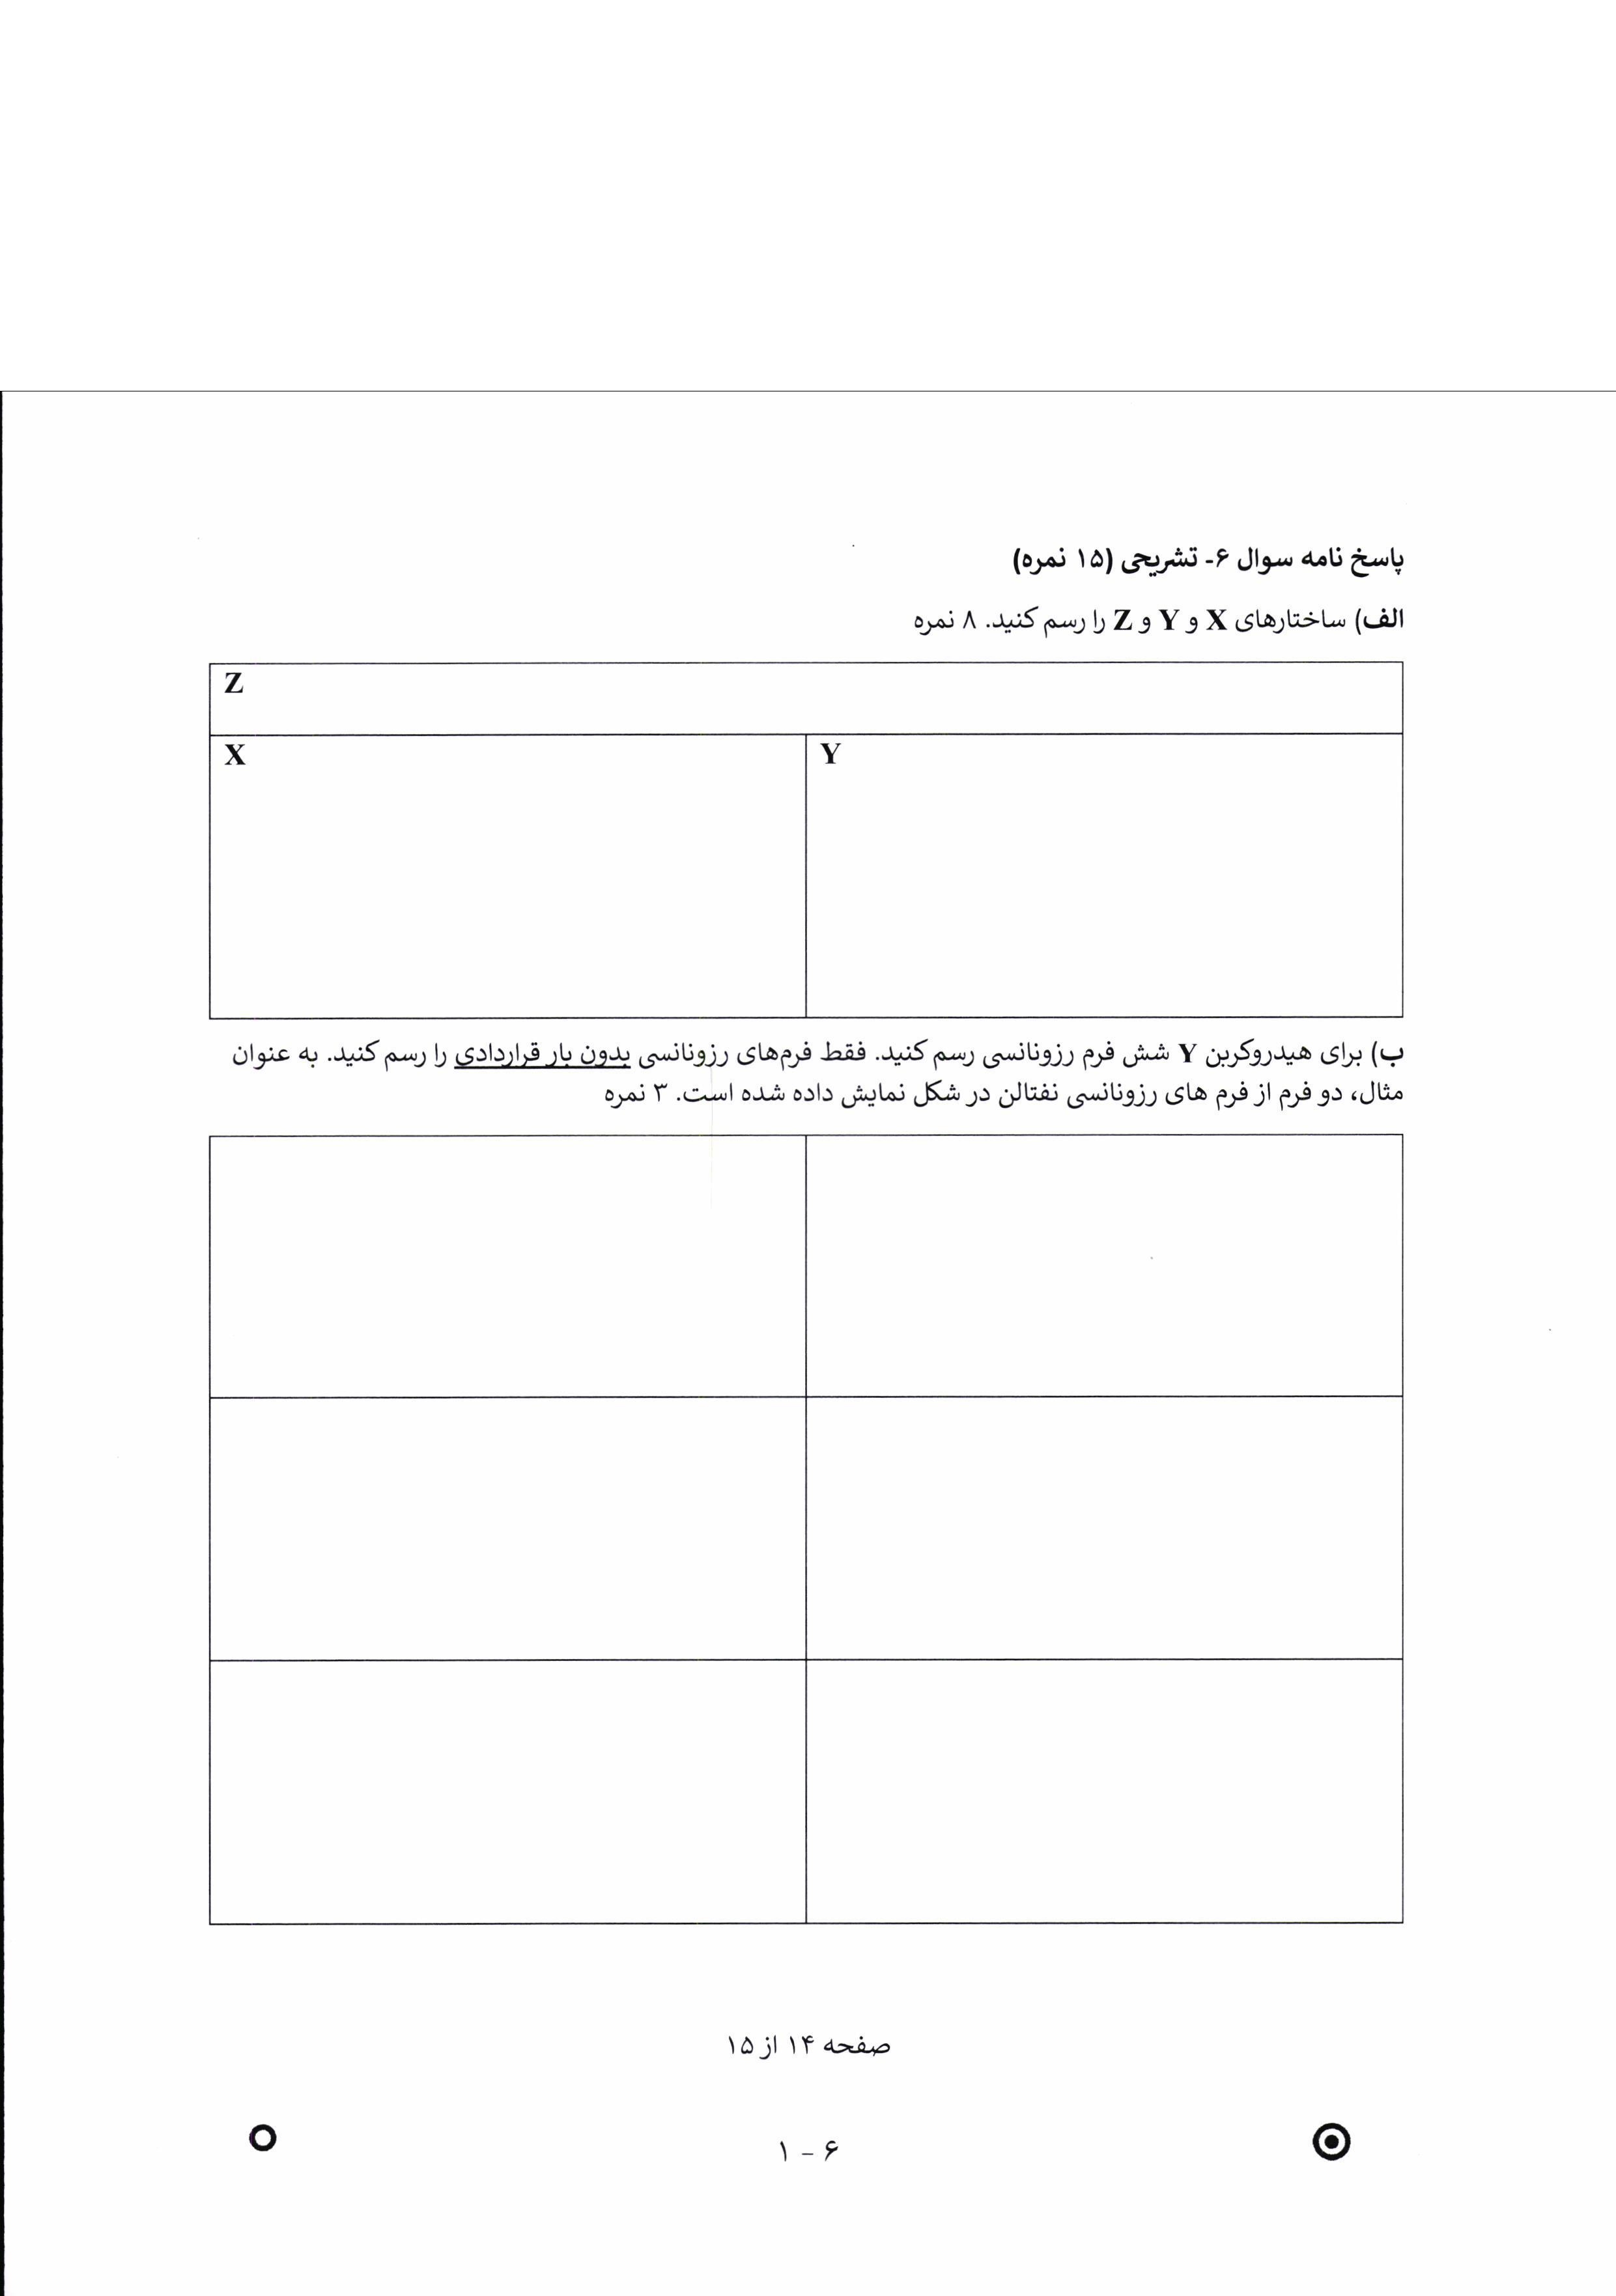 پاسخ نامه سوال ۶- تشریحی (۱۵ نمره)
الف) ساختارهای X و Y و Z را رسم کنید. ۸ نمره
Z
X
Y
ب) برای هیدروکربن Y شش فرم رزونانسی رسم کنید. فقط فرم‌های رزونانسی بدون بار قراردادی را رسم کنید. به عنوان
مثال، دو فرم از فرم های رزونانسی نفتالن در شکل نمایش داده شده است. ۳ نمره
صفحه ۱۴ از ۱۵
۶ - ۱